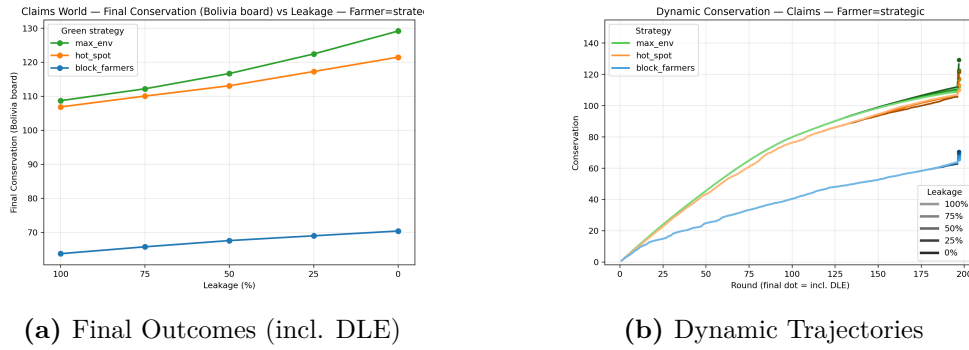 Claims World — Final Conservation (Bolivia board) vs Leakage — Farmer=strate
Final Conservation (Bolivia board)
130
120
110
100
90
80
70
Green strategy
max_env
hot_spot
block_farmers
100
75
50
25
0
Leakage (%)
(a) Final Outcomes (incl. DLE)
Dynamic Conservation — Claims — Farmer=strategic
Conservation
140
120
100
80
60
40
20
0
Strategy
max_env
hot_spot
block_farmers
Leakage
100%
75%
50%
25%
0%
0
25
50
75
100
125
150
175
200
Round (final dot = incl. DLE)
(b) Dynamic Trajectories